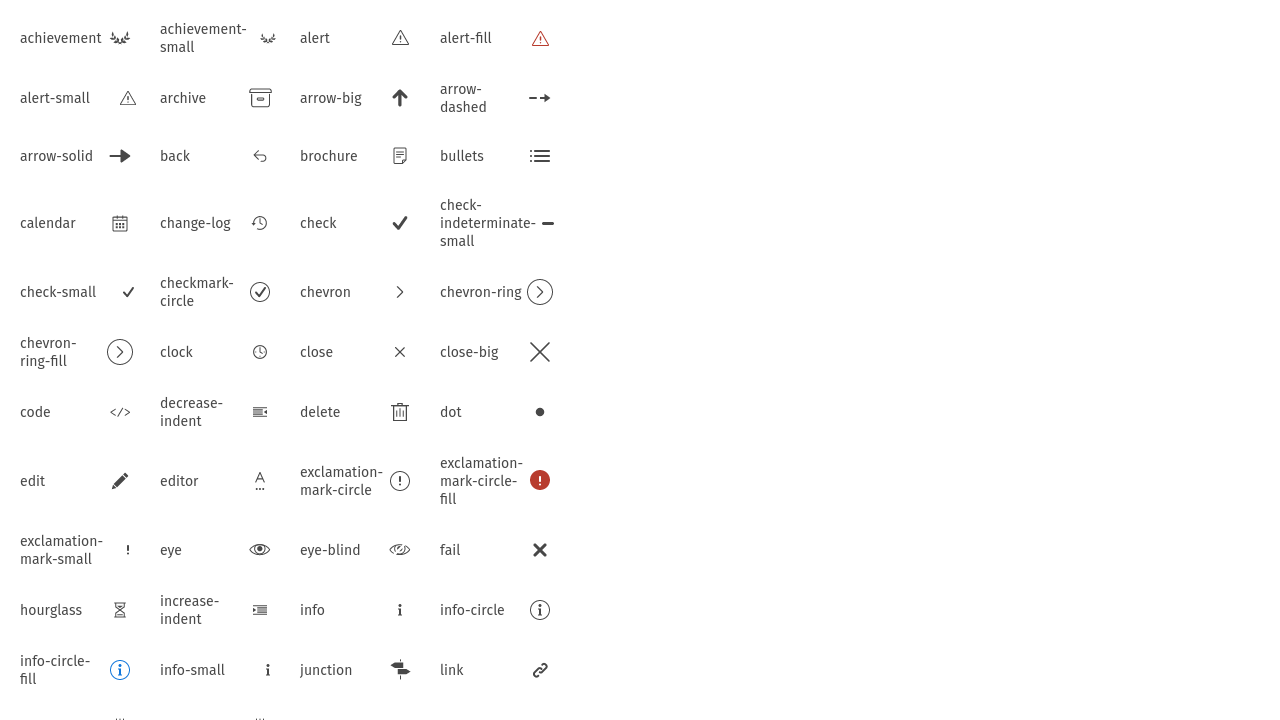 achievement
achievement-
small
alert
alert-fill
alert-small
archive
arrow-big
arrow-
dashed
arrow-solid
back
brochure
bullets
calendar
change-log
check
check-
indeterminate-
small
check-small
checkmark-
circle
chevron
chevron-ring
chevron-
ring-fill
clock
close
close-big
code
decrease-
indent
delete
dot
edit
editor
exclamation-
mark-circle
exclamation-
mark-circle-
fill
exclamation-
mark-small
eye
eye-blind
fail
hourglass
increase-
indent
info
info-circle
info-circle-
fill
info-small
junction
link